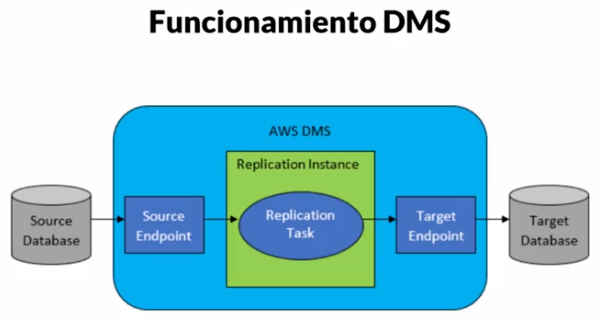 Funcionamiento DMS
AWS DMS
Replication Instance
Source
Database
Source
Endpoint
Replication
Task
Target
Endpoint
Target
Database